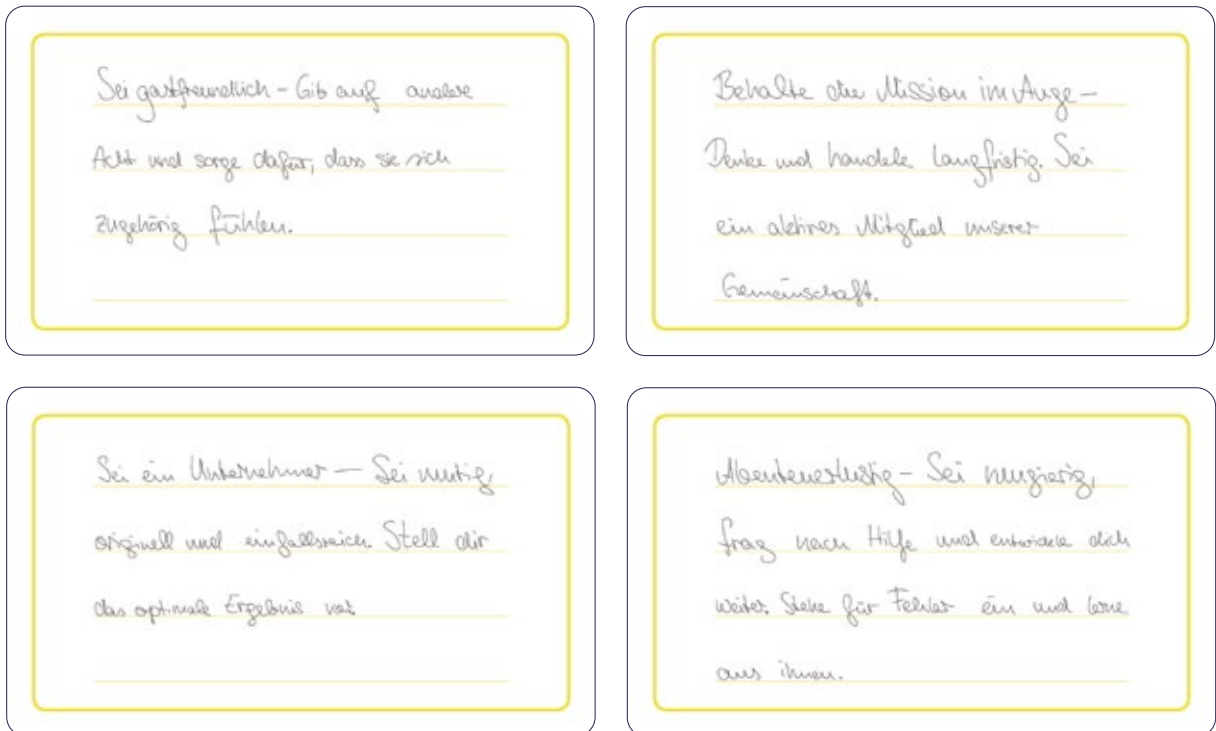 Sei gastfreundlich – Gib auf andere
Acht und sorge dafür, dass sie sich
zugehörig fühlen.
Behalte die Mission im Auge –
Denke und handele langfristig. Sei
ein aktives Mitglied unserer
Gemeinschaft.
Sei ein Unternehmer — Sei mutig,
originell und einfallsreich. Stell dir
das optimale Ergebnis vor.
Abenteuerlustig – Sei neugierig,
frag nach Hilfe und entwickle dich
weiter. Stehe für Fehler ein und lerne
aus ihnen.